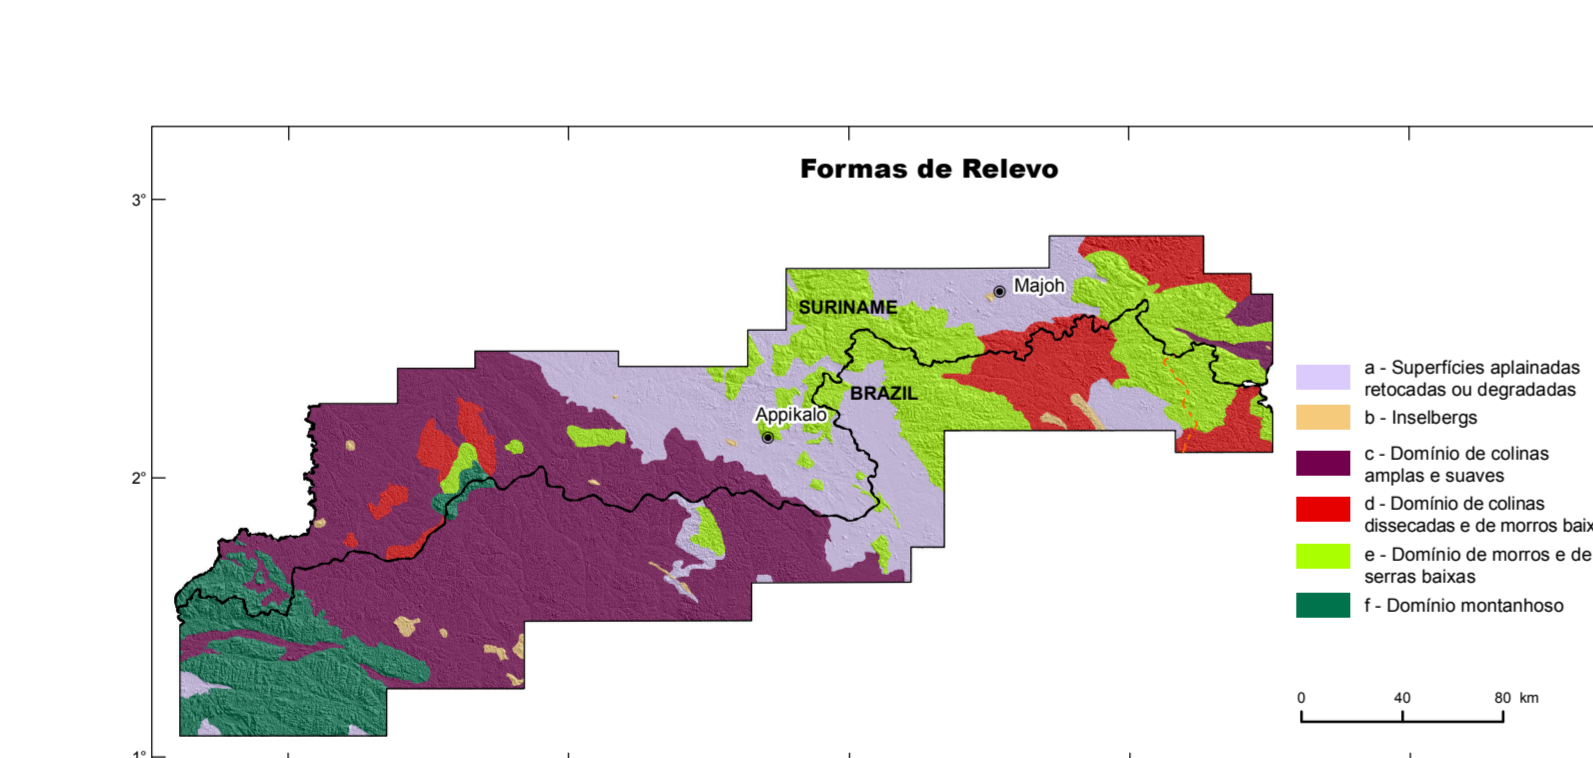 Formas de Relevo
3°
Majoh
SURINAME
BRAZIL
a - Superfícies aplainadas
retocadas ou degradadas
Appikalo
b - Inselbergs
c - Domínio de colinas
amplas e suaves
2°
d - Domínio de colinas
dissecadas e de morros baix
e - Domínio de morros e de
serras baixas
f - Domínio montanhoso
0 40 80 km
1°